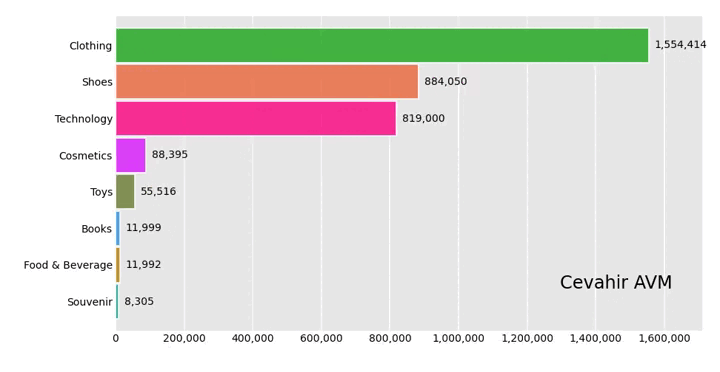 Clothing 1,554,414
Shoes 884,050
Technology 819,000
Cosmetics 88,395
Toys 55,516
Books 11,999
Food & Beverage 11,992
Cevahir AVM
Souvenir 8,305
0 200,000 400,000 600,000 800,000 1,000,000 1,200,000 1,400,000 1,600,000